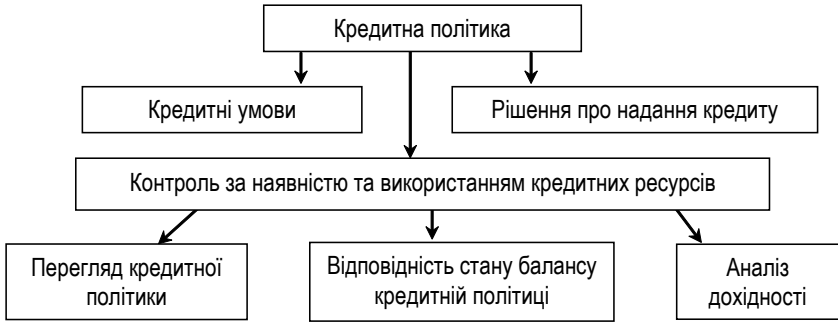 Кредитна політика
Кредитні умови
Рішення про надання кредиту
Контроль за наявністю та використанням кредитних ресурсів
Перегляд кредитної
політики
Відповідність стану балансу
кредитній політиці
Аналіз
дохідності